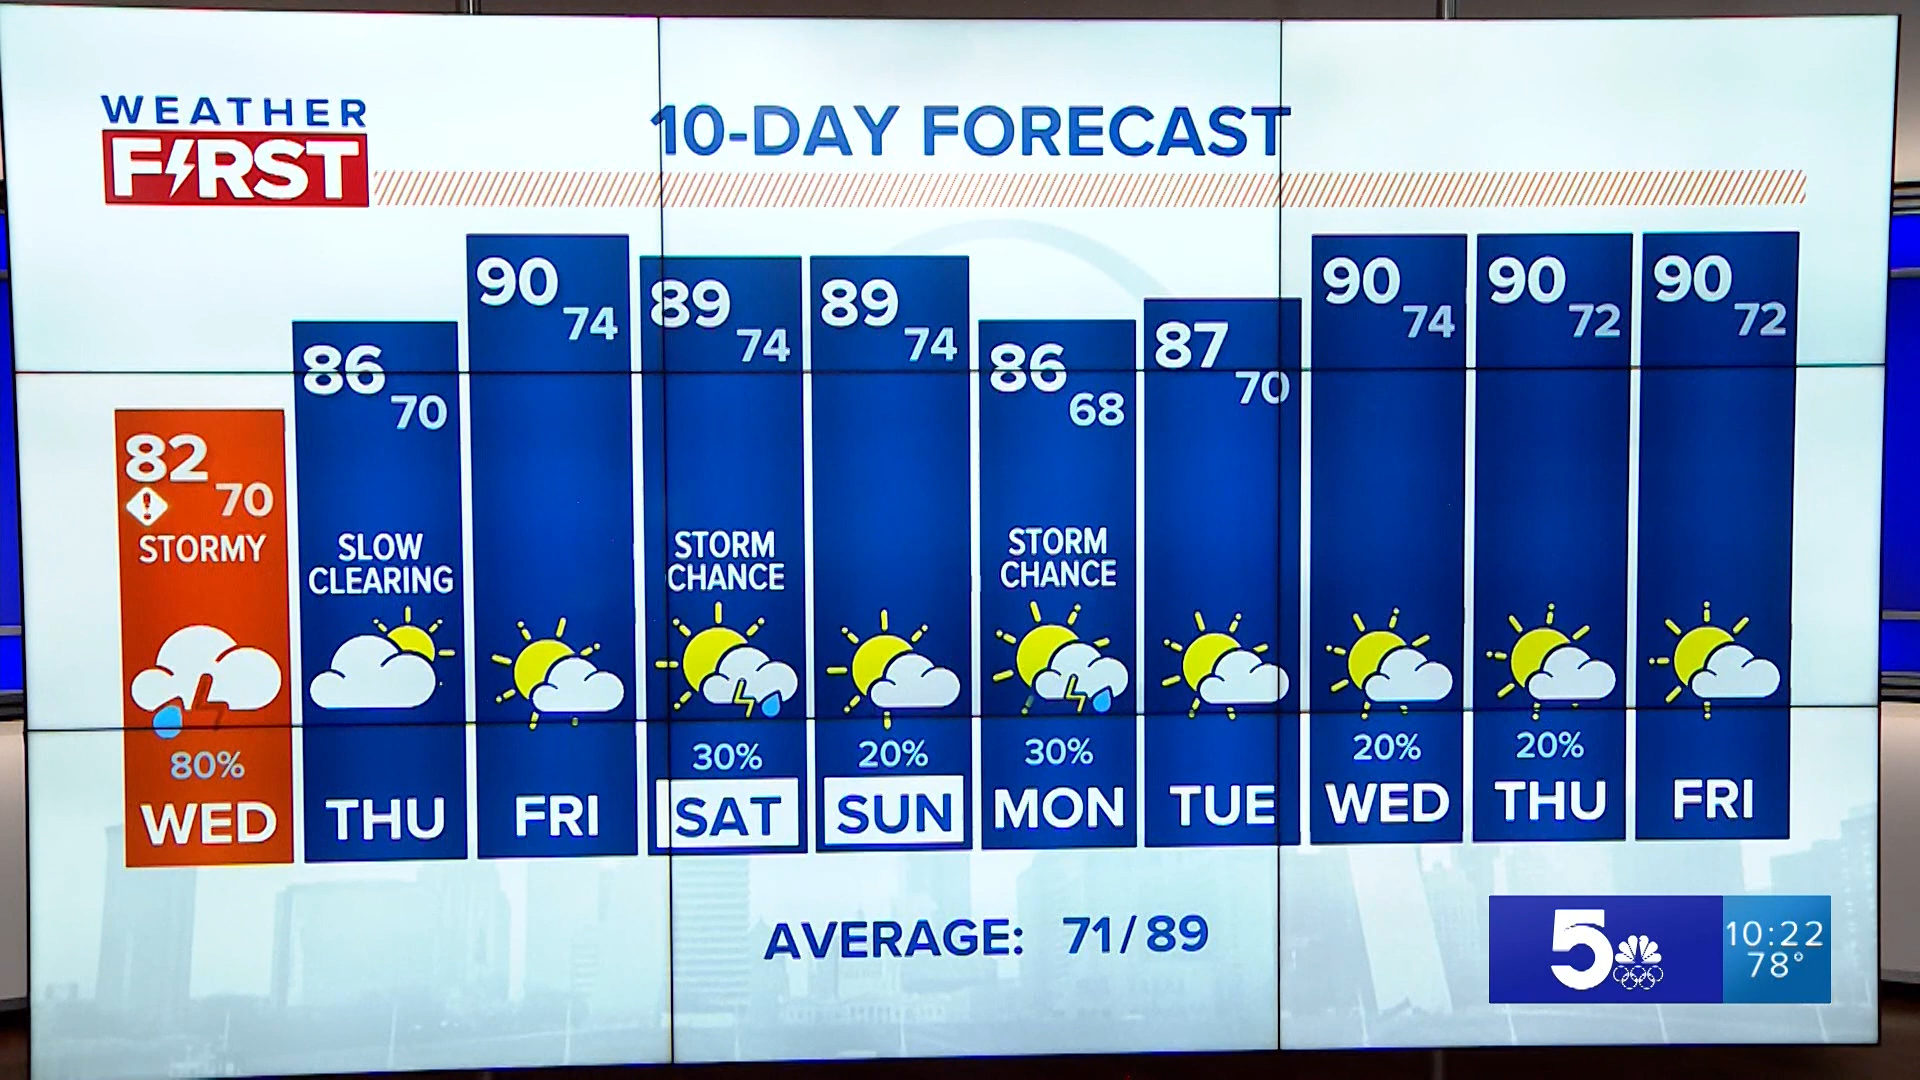 WEATHER
FIRST
10-DAY FORECAST
82
70
STORMY
80%
WED
86
70
SLOW
CLEARING
THU
90
74
FRI
89
74
STORM
CHANCE
30%
SAT
89
74
20%
SUN
86
68
STORM
CHANCE
30%
MON
87
70
TUE
90
74
20%
WED
90
72
20%
THU
90
72
FRI
AVERAGE: 71/89
5
10:22
78°